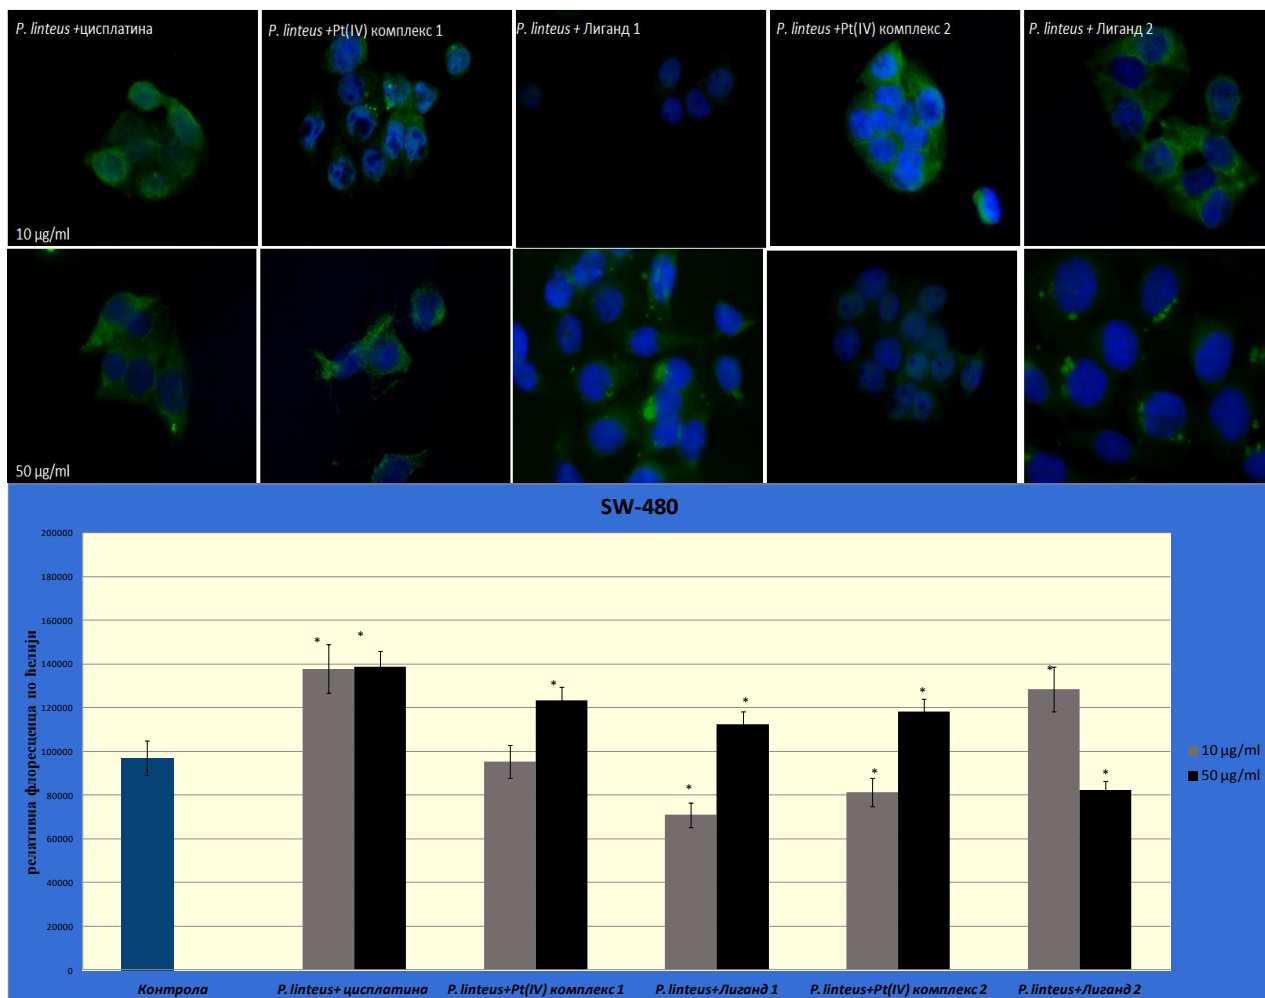 P. linteus +цисплатина
P. linteus +Pt(IV) комплекс 1
P. linteus + Лиганд 1
P. linteus +Pt(IV) комплекс 2
P. linteus + Лиганд 2
10 µg/ml
50 µg/ml
SW-480
релативна флоресценца по ћелији
200000
180000
160000
140000
120000
100000
80000
60000
40000
20000
0
* * * * * * * * *
Контрола
P. linteus+ цисплатина
P. linteus+Pt(IV) комплекс 1
P. linteus+Лиганд 1
P. linteus+Pt(IV) комплекс 2
P. linteus+Лиганд 2
10 µg/ml
50 µg/ml